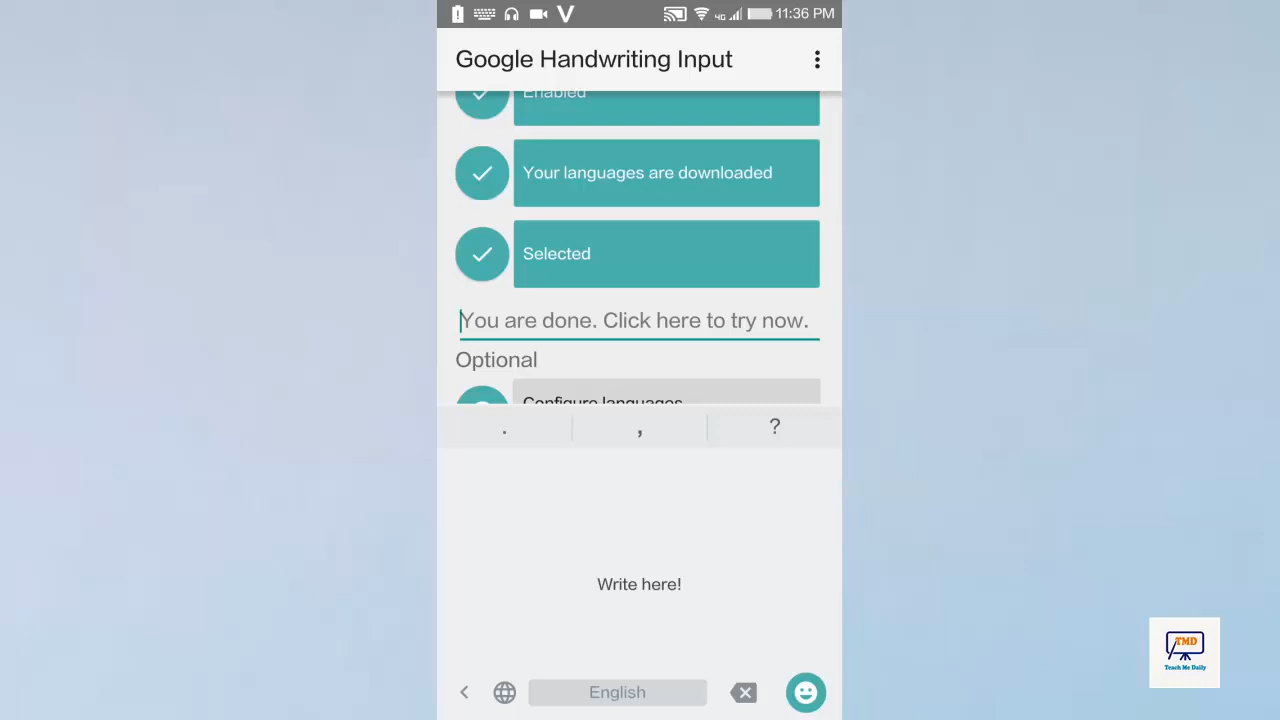 4G 11:36 PM
Google Handwriting Input
Enabled
Your languages are downloaded
Selected
You are done. Click here to try now.
Optional
Configure languages
. , ?
Write here!
English
TMD
Teach Me Daily